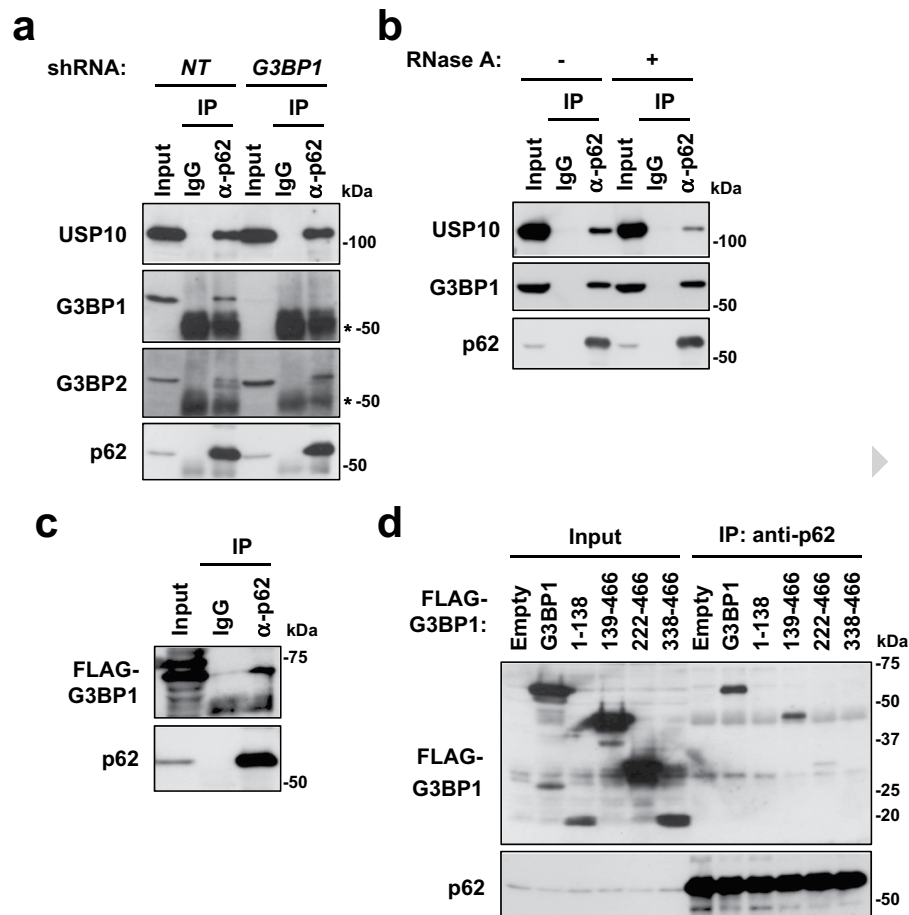 a
shRNA: NT G3BP1
IP IP
Input IgG α-p62 Input IgG α-p62
kDa
USP10 -100
G3BP1 * -50
G3BP2 * -50
p62 -50
b
RNase A: - +
IP IP
Input IgG α-p62 Input IgG α-p62
kDa
USP10 -100
G3BP1 -50
p62 -50
c
IP
Input IgG α-p62
kDa
FLAG-G3BP1 -75
p62 -50
d
Input IP: anti-p62
FLAG-G3BP1: Empty G3BP1 1-138 139-466 222-466 338-466 Empty G3BP1 1-138 139-466 222-466 338-466
kDa
-75
-50
-37
FLAG-G3BP1
-25
-20
p62 -50